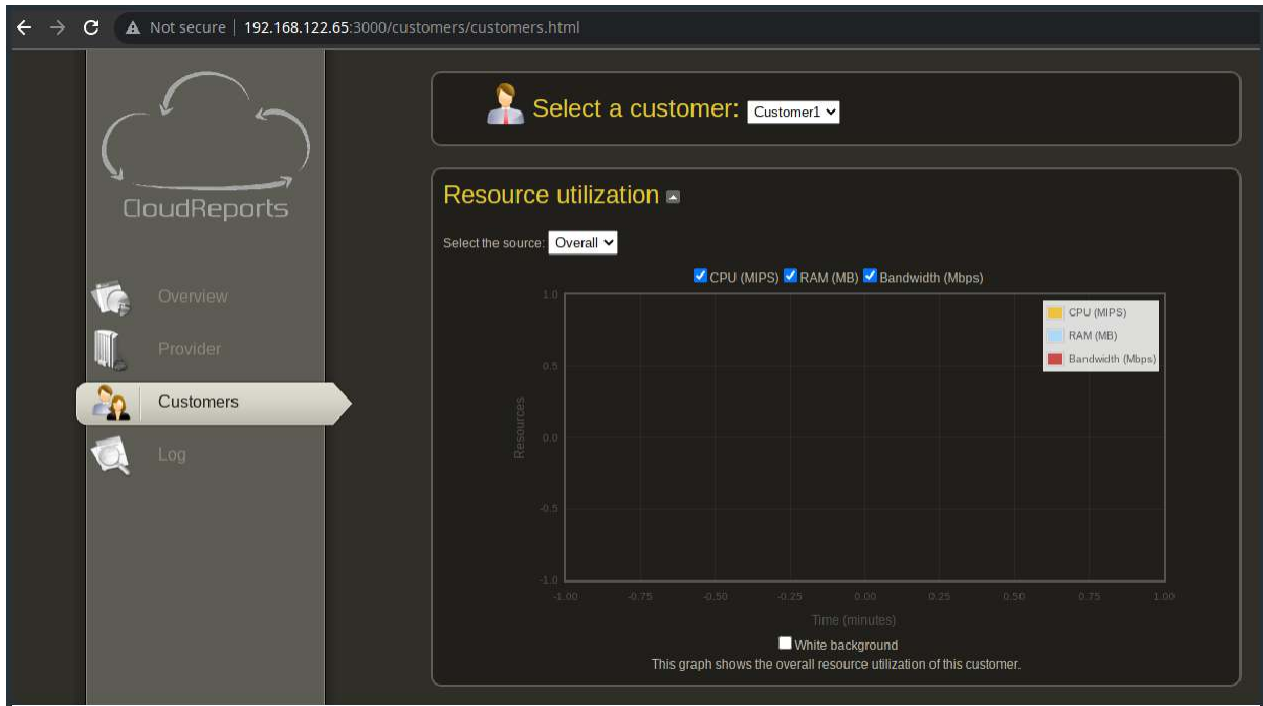 Not secure | 192.168.122.65:3000/customers/customers.html
CloudReports
Overview
Provider
Customers
Log
Select a customer: Customer1
Resource utilization
Select the source: Overall
CPU (MIPS) RAM (MB) Bandwidth (Mbps)
1.0
0.5
0.0
-0.5
-1.0
Resources
CPU (MIPS)
RAM (MB)
Bandwidth (Mbps)
-1.00 -0.75 -0.50 -0.25 0.00 0.25 0.50 0.75 1.00
Time (minutes)
White background
This graph shows the overall resource utilization of this customer.